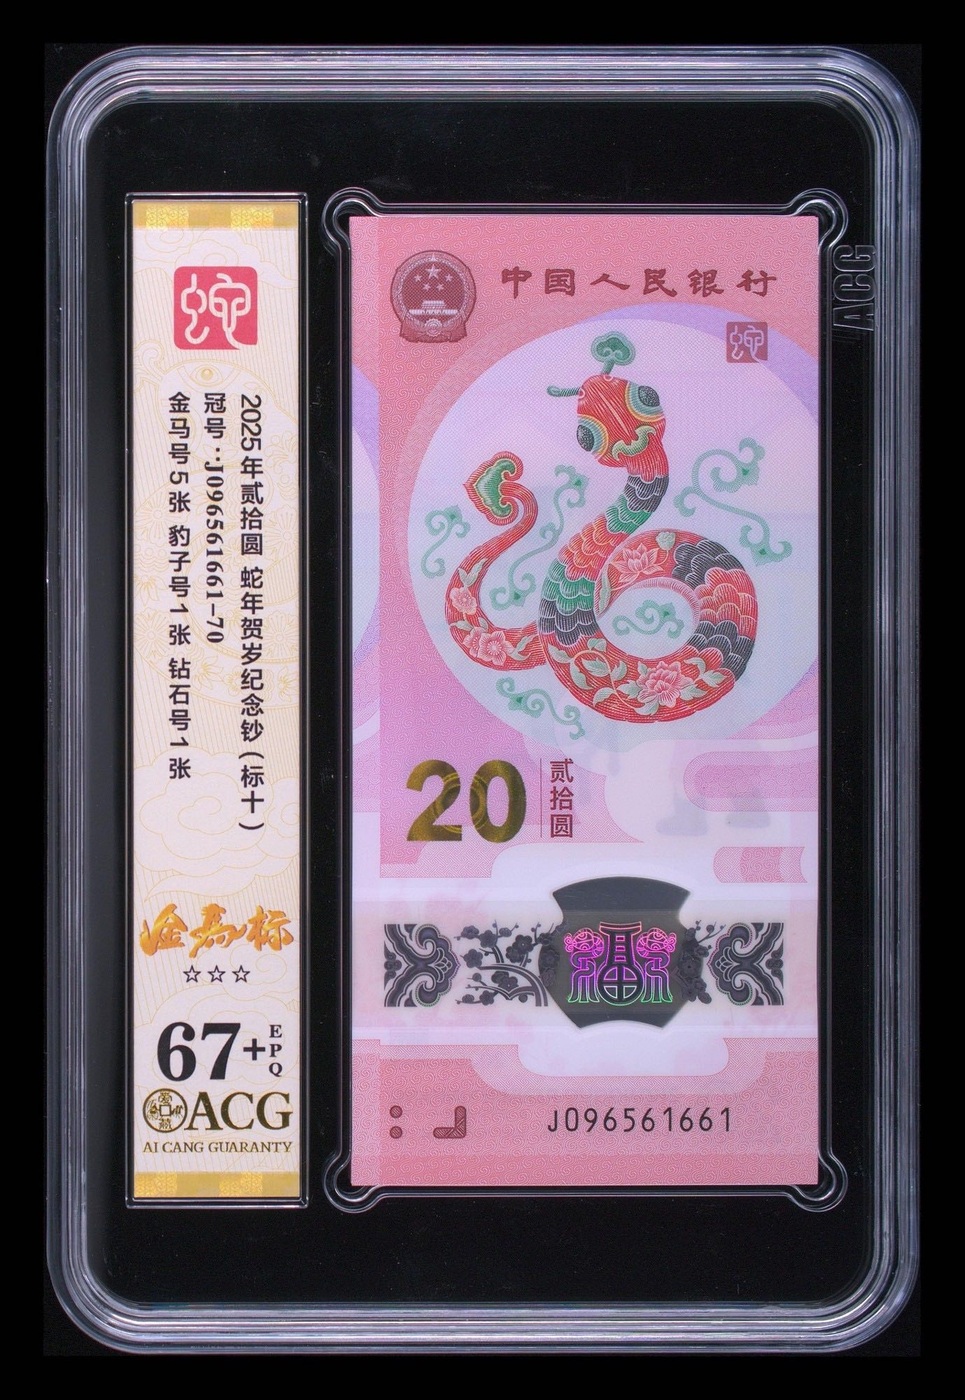 蛇
2025年贰拾圆 蛇年贺岁纪念钞（标十）
冠号：J096561661-70
金马号5张 豹子号1张 钻石号1张
金马标
☆☆☆
67+EPQ
ACG
AI CANG GUARANTY
中国人民银行
蛇
20
贰拾圆
福
J096561661
ACG